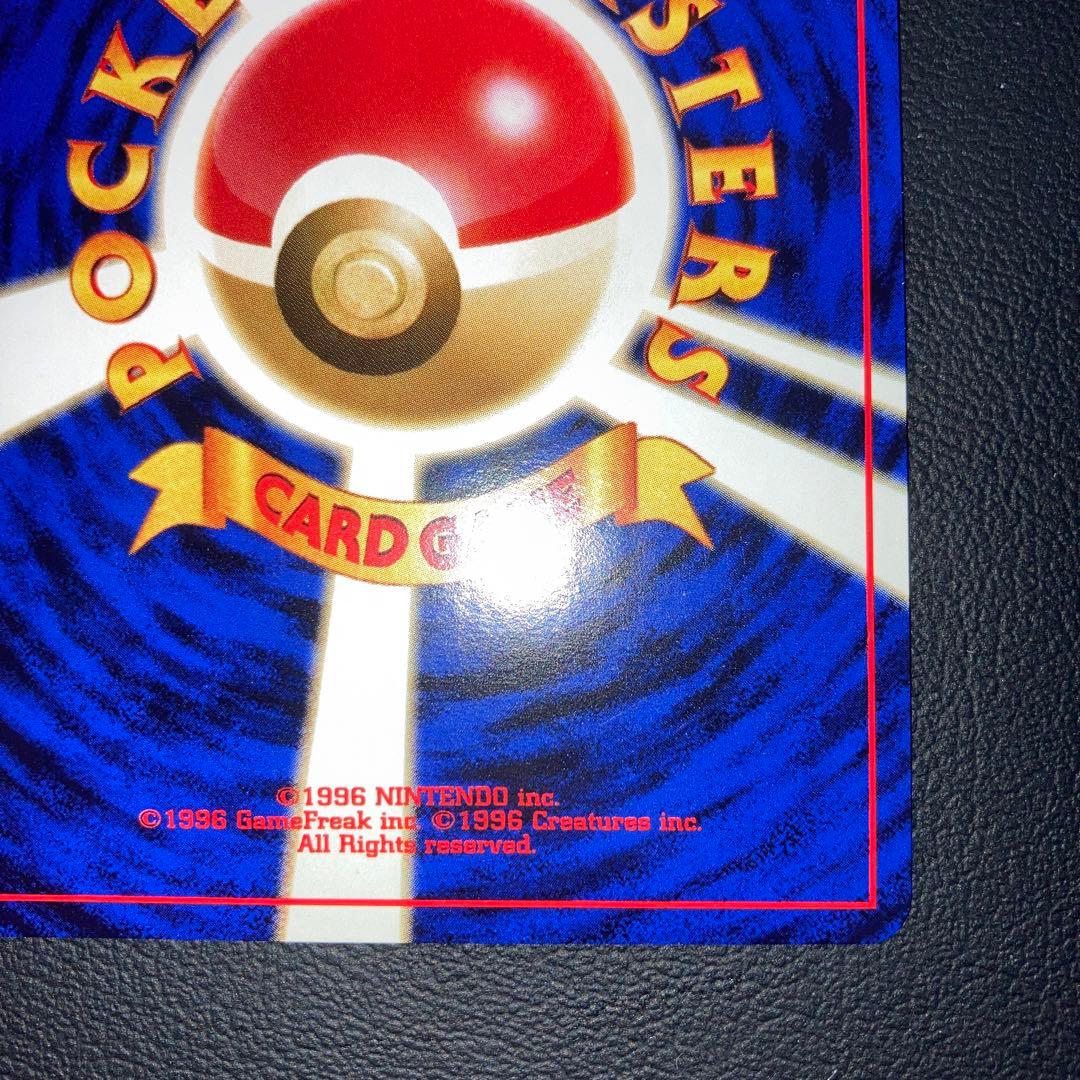 POCKE
STERS
CARD G
©1996 NINTENDO inc.
©1996 GameFreak inc ©1996 Creatures inc.
All Rights reserved.